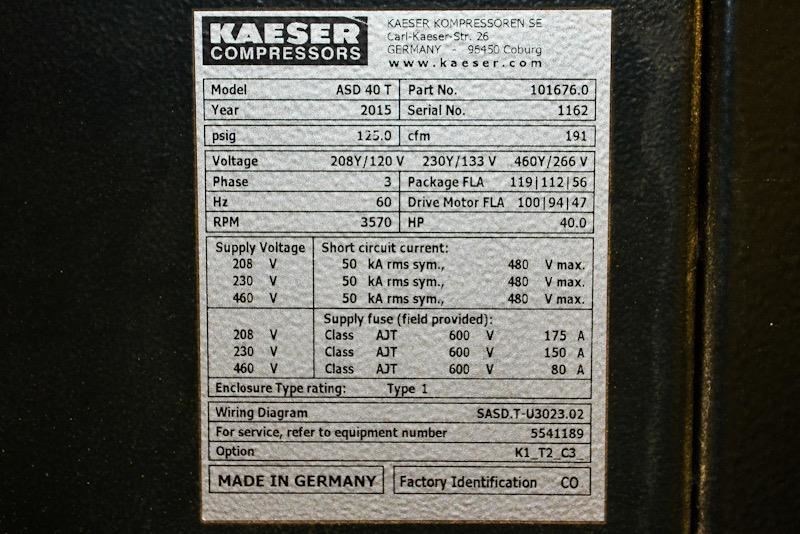 KAESER
COMPRESSORS
KAESER KOMPRESSOREN SE
Carl-Kaeser-Str. 26
GERMANY - 96450 Coburg
www.kaeser.com
Model ASD 40 T Part No. 101676.0
Year 2015 Serial No. 1162
psig 125.0 cfm 191
Voltage 208Y/120 V 230Y/133 V 460Y/266 V
Phase 3 Package FLA 119|112|56
Hz 60 Drive Motor FLA 100|94|47
RPM 3570 HP 40.0
Supply Voltage Short circuit current:
208 V 50 kA rms sym., 480 V max.
230 V 50 kA rms sym., 480 V max.
460 V 50 kA rms sym., 480 V max.
Supply fuse (field provided):
208 V Class AJT 600 V 175 A
230 V Class AJT 600 V 150 A
460 V Class AJT 600 V 80 A
Enclosure Type rating: Type 1
Wiring Diagram SASD.T-U3023.02
For service, refer to equipment number 5541189
Option K1_T2_C3_
MADE IN GERMANY Factory Identification CO